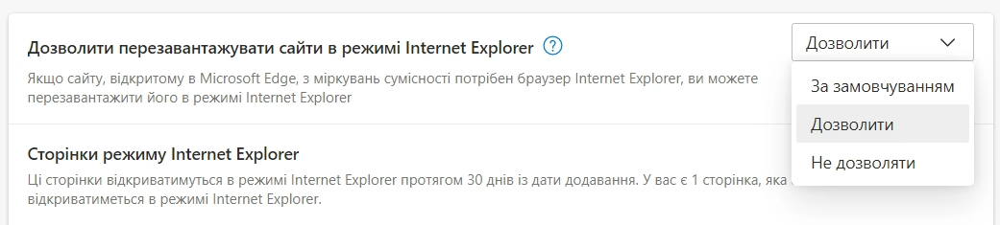 Дозволити перезавантажувати сайти в режимі Internet Explorer ?
Дозволити
Якщо сайту, відкритому в Microsoft Edge, з міркувань сумісності потрібен браузер Internet Explorer, ви можете
перезавантажити його в режимі Internet Explorer
За замовчуванням
Дозволити
Не дозволяти
Сторінки режиму Internet Explorer
Ці сторінки відкриватимуться в режимі Internet Explorer протягом 30 днів із дати додавання. У вас є 1 сторінка, яка
відкриватиметься в режимі Internet Explorer.